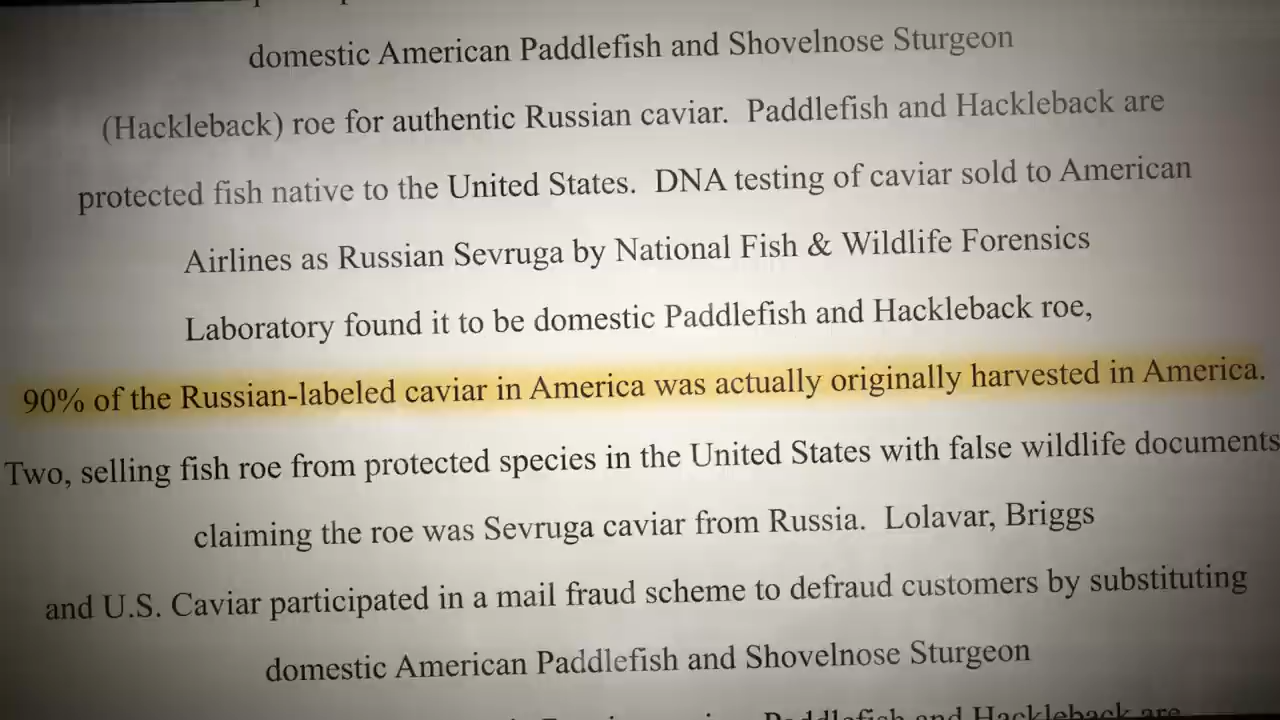 domestic American Paddlefish and Shovelnose Sturgeon
(Hackleback) roe for authentic Russian caviar. Paddlefish and Hackleback are
protected fish native to the United States. DNA testing of caviar sold to American
Airlines as Russian Sevruga by National Fish & Wildlife Forensics
Laboratory found it to be domestic Paddlefish and Hackleback roe,
90% of the Russian-labeled caviar in America was actually originally harvested in America.
Two, selling fish roe from protected species in the United States with false wildlife documents
claiming the roe was Sevruga caviar from Russia. Lolavar, Briggs
and U.S. Caviar participated in a mail fraud scheme to defraud customers by substituting
domestic American Paddlefish and Shovelnose Sturgeon
Paddlefish and Hackleback are